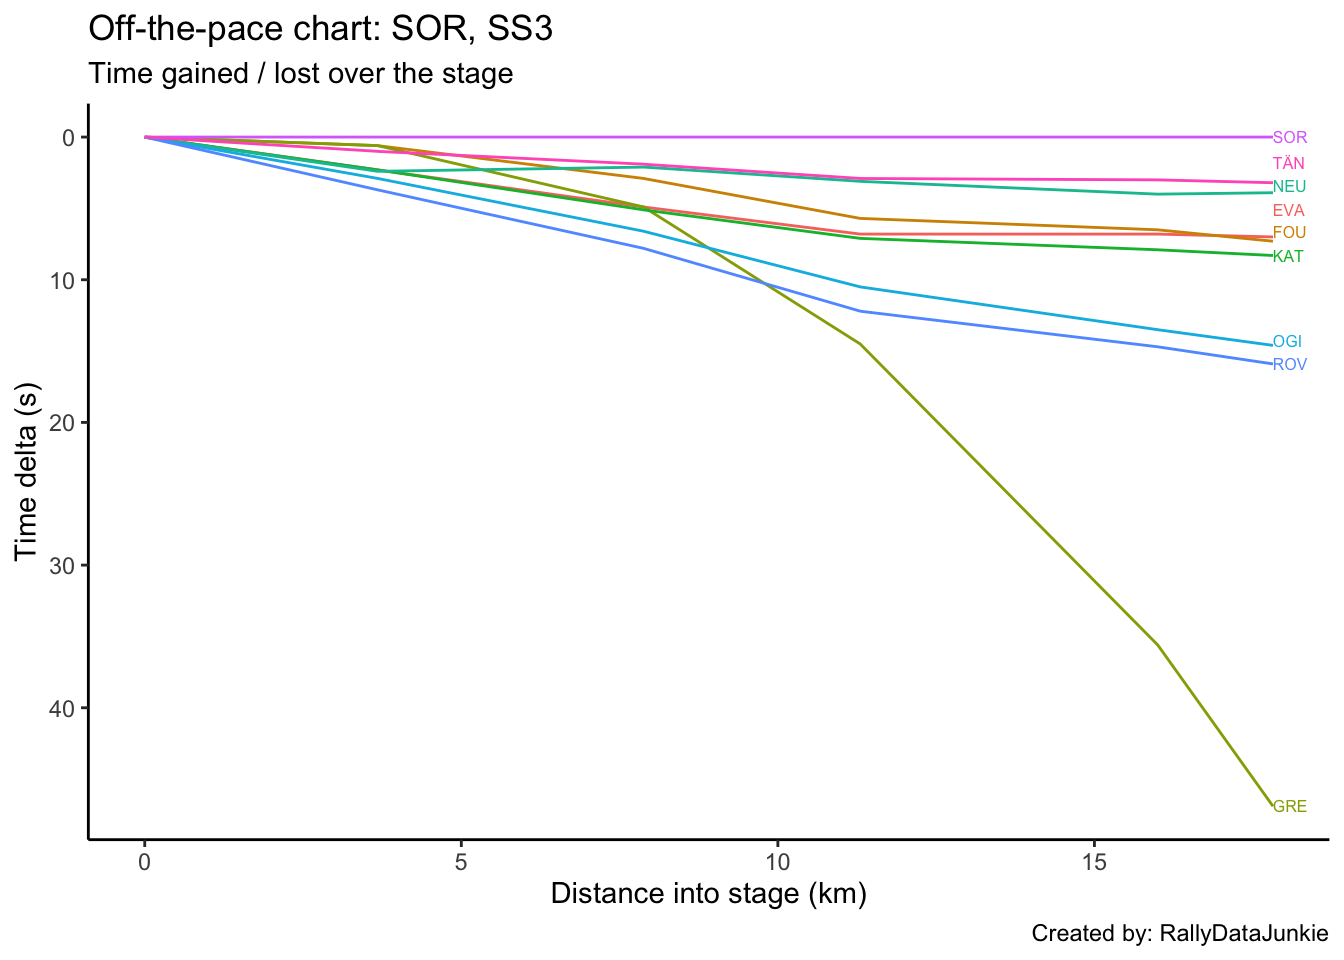 Off-the-pace chart: SOR, SS3
Time gained / lost over the stage
0
10
20
30
40
Time delta (s)
SOR
TÄN
NEU
EVA
FOU
KAT
OGI
ROV
GRE
0 5 10 15
Distance into stage (km)
Created by: RallyDataJunkie